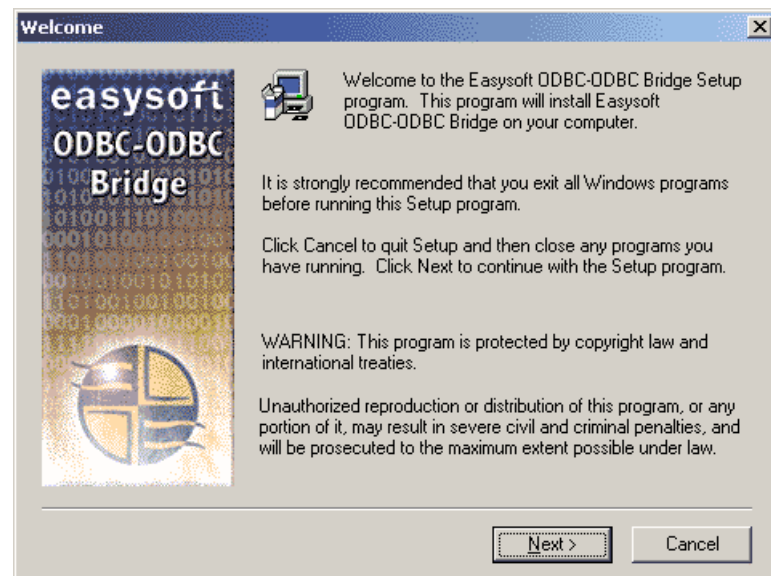 Welcome
easysoft
ODBC-ODBC
Bridge
Welcome to the Easysoft ODBC-ODBC Bridge Setup
program.  This program will install Easysoft
ODBC-ODBC Bridge on your computer.
It is strongly recommended that you exit all Windows programs
before running this Setup program.
Click Cancel to quit Setup and then close any programs you
have running.  Click Next to continue with the Setup program.
WARNING: This program is protected by copyright law and
international treaties.
Unauthorized reproduction or distribution of this program, or any
portion of it, may result in severe civil and criminal penalties, and
will be prosecuted to the maximum extent possible under law.
Next >
Cancel